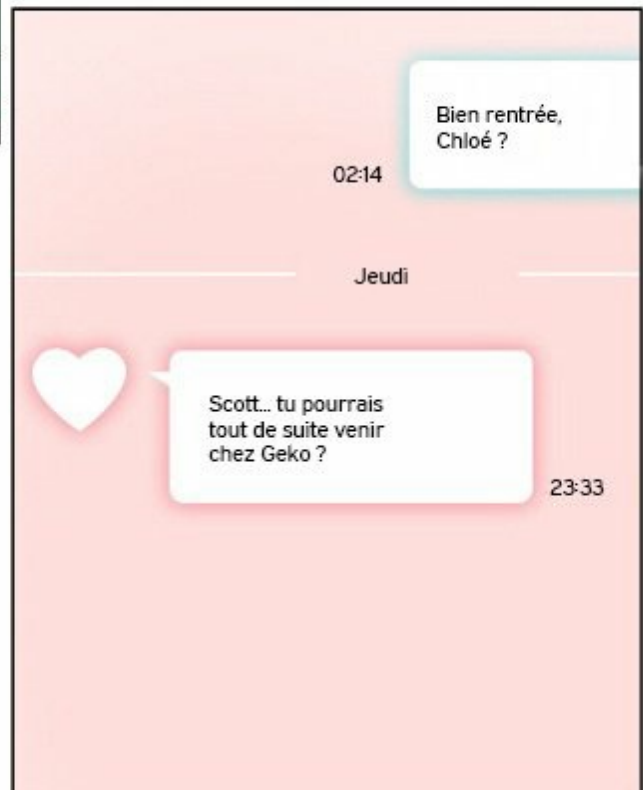 Bien rentrée,
Chloé ?
02:14
Jeudi
Scott... tu pourrais
tout de suite venir
chez Geko ?
23:33